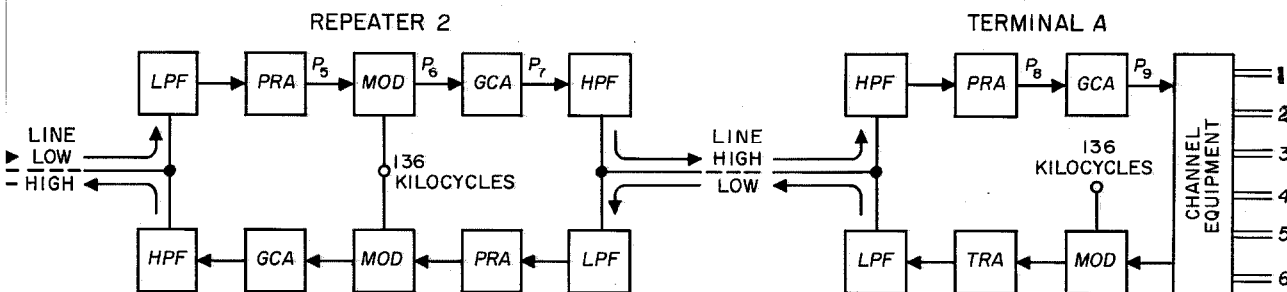 REPEATER 2
TERMINAL A
LPF
PRA
P5
MOD
P6
GCA
P7
HPF
HPF
PRA
P8
GCA
P9
CHANNEL EQUIPMENT
1
2
3
4
5
6
LINE
LOW
HIGH
136
KILOCYCLES
LINE
HIGH
LOW
136
KILOCYCLES
HPF
GCA
MOD
PRA
LPF
LPF
TRA
MOD